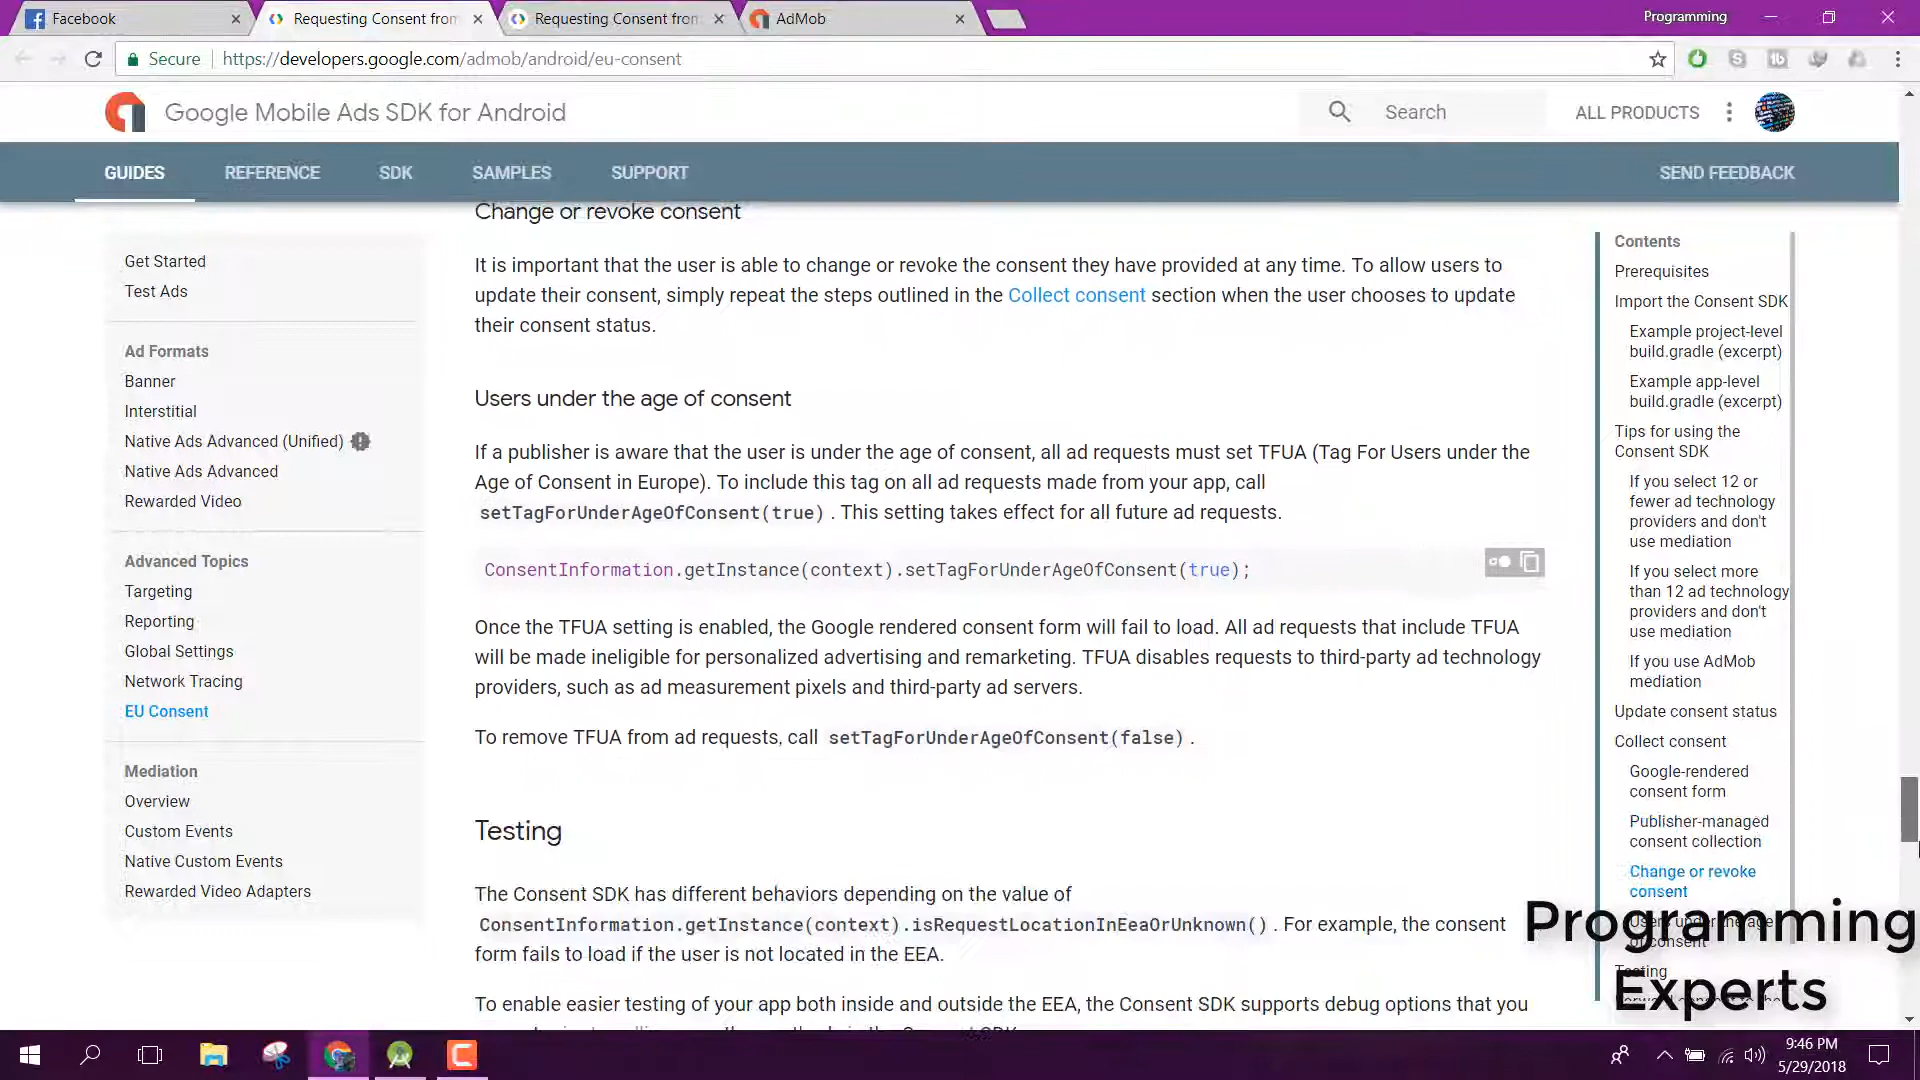 Facebook
Requesting Consent from
Requesting Consent from
AdMob
Programming
Secure
https://developers.google.com/admob/android/eu-consent
Google Mobile Ads SDK for Android
Search
ALL PRODUCTS
GUIDES
REFERENCE
SDK
SAMPLES
SUPPORT
SEND FEEDBACK
Get Started
Test Ads
Ad Formats
Banner
Interstitial
Native Ads Advanced (Unified)
Native Ads Advanced
Rewarded Video
Advanced Topics
Targeting
Reporting
Global Settings
Network Tracing
EU Consent
Mediation
Overview
Custom Events
Native Custom Events
Rewarded Video Adapters
Change or revoke consent
It is important that the user is able to change or revoke the consent they have provided at any time. To allow users to
update their consent, simply repeat the steps outlined in the Collect consent section when the user chooses to update
their consent status.
Users under the age of consent
If a publisher is aware that the user is under the age of consent, all ad requests must set TFUA (Tag For Users under the
Age of Consent in Europe). To include this tag on all ad requests made from your app, call
setTagForUnderAgeOfConsent(true) . This setting takes effect for all future ad requests.
ConsentInformation.getInstance(context).setTagForUnderAgeOfConsent(true);
Once the TFUA setting is enabled, the Google rendered consent form will fail to load. All ad requests that include TFUA
will be made ineligible for personalized advertising and remarketing. TFUA disables requests to third-party ad technology
providers, such as ad measurement pixels and third-party ad servers.
To remove TFUA from ad requests, call setTagForUnderAgeOfConsent(false) .
Testing
The Consent SDK has different behaviors depending on the value of
ConsentInformation.getInstance(context).isRequestLocationInEeaOrUnknown() . For example, the consent
form fails to load if the user is not located in the EEA.
To enable easier testing of your app both inside and outside the EEA, the Consent SDK supports debug options that you
Contents
Prerequisites
Import the Consent SDK
Example project-level
build.gradle (excerpt)
Example app-level
build.gradle (excerpt)
Tips for using the
Consent SDK
If you select 12 or
fewer ad technology
providers and don't
use mediation
If you select more
than 12 ad technology
providers and don't
use mediation
If you use AdMob
mediation
Update consent status
Collect consent
Google-rendered
consent form
Publisher-managed
consent collection
Change or revoke
consent
Users under the age
of consent
Testing
Programming
Experts
9:46 PM
5/29/2018